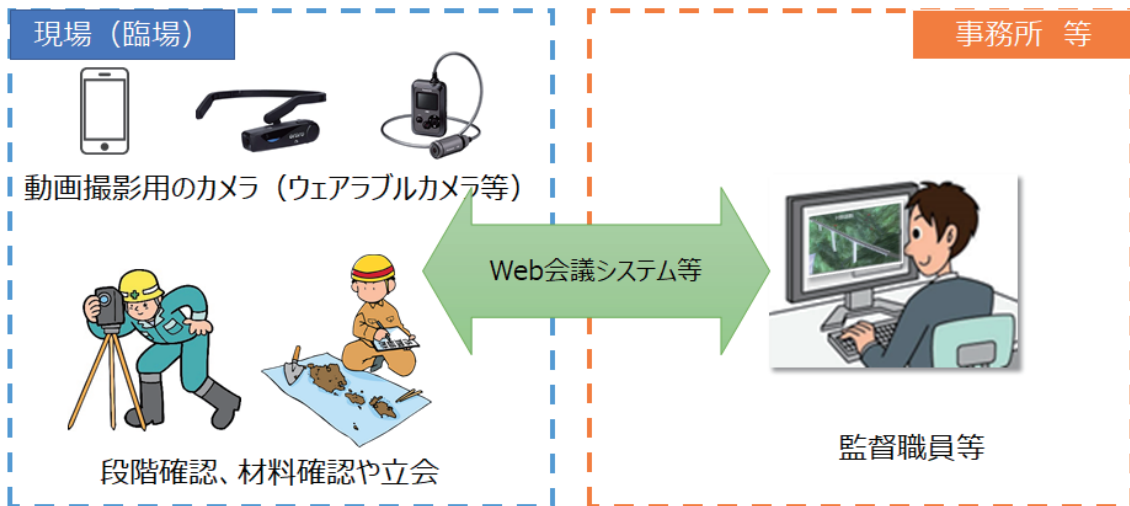 現場（臨場）
事務所 等
動画撮影用のカメラ（ウェアラブルカメラ等）
Web会議システム等
段階確認、材料確認や立会
監督職員等